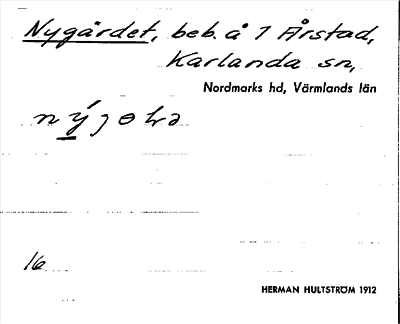 Nygärdet, beb. å 1 Årstad,
Karlanda sn,
Nordmarks hd, Värmlands län
16
HERMAN HULTSTRÖM 1912